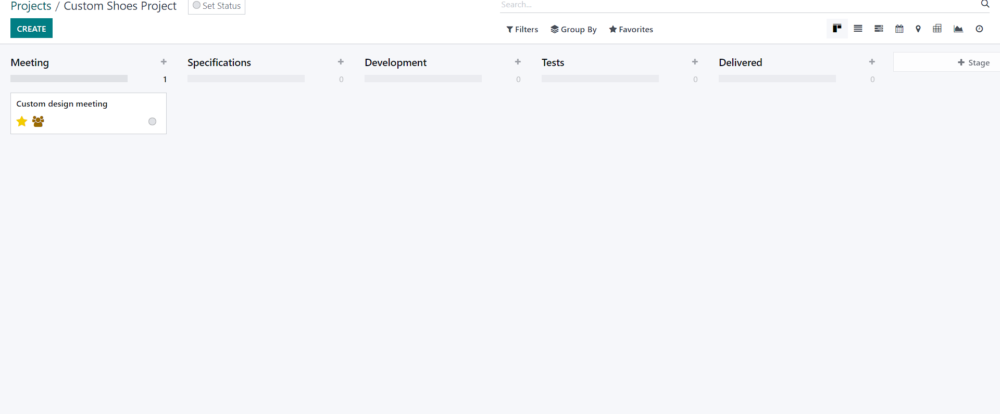 Projects / Custom Shoes Project Set Status
Search...
CREATE
Filters Group By Favorites
Meeting Specifications Development Tests Delivered Stage
1 0 0 0 0
Custom design meeting